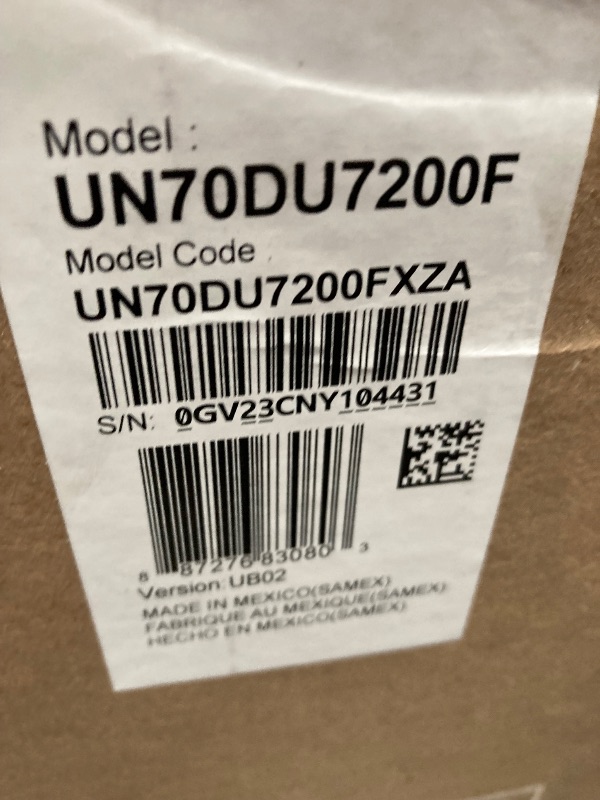 Model :
UN70DU7200F
Model Code
UN70DU7200FXZA
S/N: 0GV23CNY104431
8 87276 83080 3
Version: UB02
MADE IN MEXICO(SAMEX)
FABRIQUE AU MEXIQUE(SAMEX)
HECHO EN MEXICO(SAMEX)